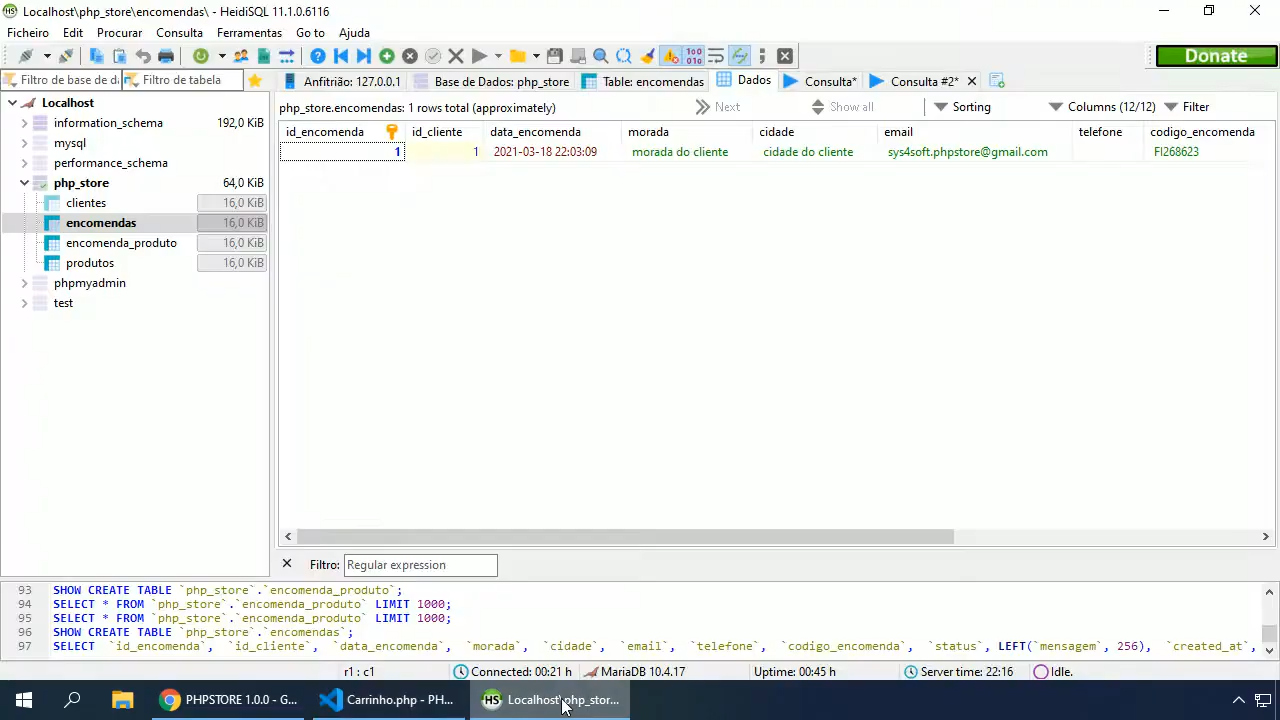 Localhost\php_store\encomendas\ - HeidiSQL 11.1.0.6116
Ficheiro Edit Procurar Consulta Ferramentas Go to Ajuda
Donate
Filtro de base de da Filtro de tabela Anfitrião: 127.0.0.1 Base de Dados: php_store Table: encomendas Dados Consulta* Consulta #2*
php_store.encomendas: 1 rows total (approximately) Next Show all Sorting Columns (12/12) Filter
Localhost
information_schema 192,0 KiB
mysql
performance_schema
php_store 64,0 KiB
clientes 16,0 KiB
encomendas 16,0 KiB
encomenda_produto 16,0 KiB
produtos 16,0 KiB
phpmyadmin
test
id_encomenda id_cliente data_encomenda morada cidade email telefone codigo_encomenda
1 1 2021-03-18 22:03:09 morada do cliente cidade do cliente sys4soft.phpstore@gmail.com FI268623
Filtro: Regular expression
93 SHOW CREATE TABLE `php_store`.`encomenda_produto`;
94 SELECT * FROM `php_store`.`encomenda_produto` LIMIT 1000;
95 SELECT * FROM `php_store`.`encomenda_produto` LIMIT 1000;
96 SHOW CREATE TABLE `php_store`.`encomendas`;
97 SELECT `id_encomenda`, `id_cliente`, `data_encomenda`, `morada`, `cidade`, `email`, `telefone`, `codigo_encomenda`, `status`, LEFT(`mensagem`, 256), `created_at`,
r1 : c1 Connected: 00:21 h MariaDB 10.4.17 Uptime: 00:45 h Server time: 22:16 Idle.
PHPSTORE 1.0.0 - G... Carrinho.php - PH... Localhost\php_stor...